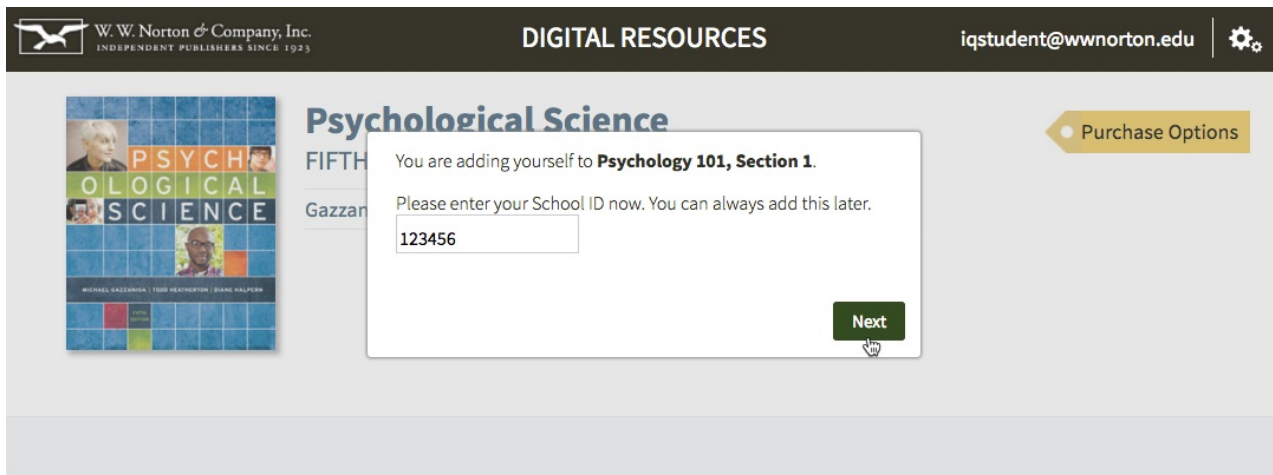 W. W. Norton & Company, Inc.
INDEPENDENT PUBLISHERS SINCE 1923
DIGITAL RESOURCES
iqstudent@wwnorton.edu
Psychological Science
FIFTH
Gazzan
Purchase Options
You are adding yourself to Psychology 101, Section 1.
Please enter your School ID now. You can always add this later.
123456
Next
PSYCH
OLOGICAL
SCIENCE
MICHAEL GAZZANIGA | TODD HEATHERTON | DIANE HALPERN
FIFTH
EDITION